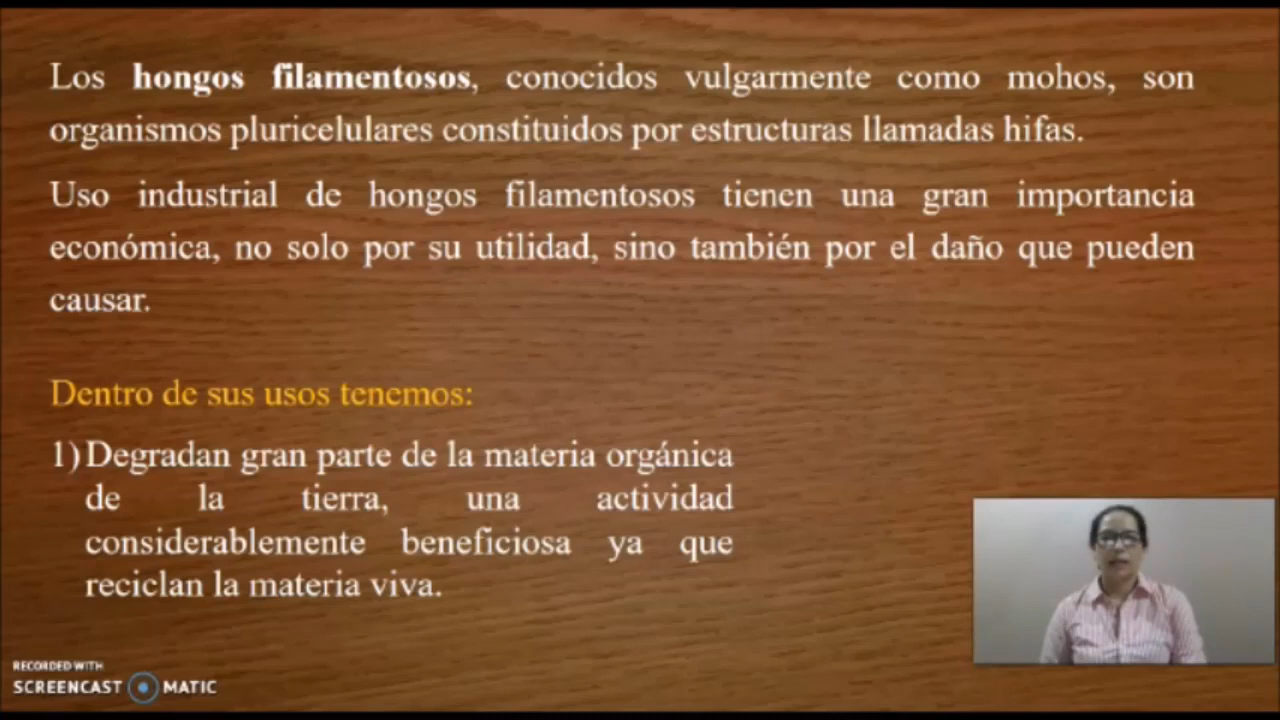 Los hongos filamentosos, conocidos vulgarmente como mohos, son
organismos pluricelulares constituidos por estructuras llamadas hifas.
Uso industrial de hongos filamentosos tienen una gran importancia
económica, no solo por su utilidad, sino también por el daño que pueden
causar.
Dentro de sus usos tenemos:
1) Degradan gran parte de la materia orgánica
de la tierra, una actividad
considerablemente beneficiosa ya que
reciclan la materia viva.
RECORDED WITH
SCREENCAST MATIC